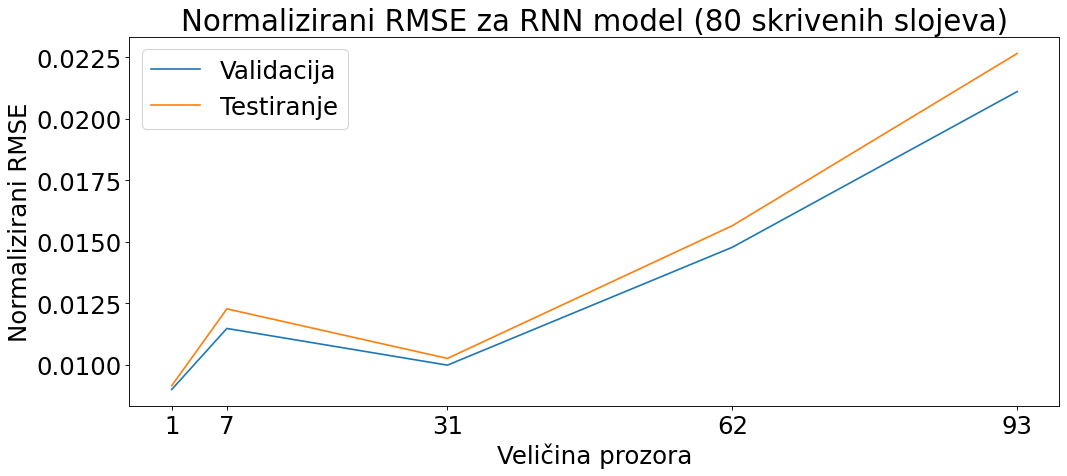 Normalizirani RMSE za RNN model (80 skrivenih slojeva)
Validacija
Testiranje
Normalizirani RMSE
0.0225
0.0200
0.0175
0.0150
0.0125
0.0100
1 7 31 62 93
Veličina prozora